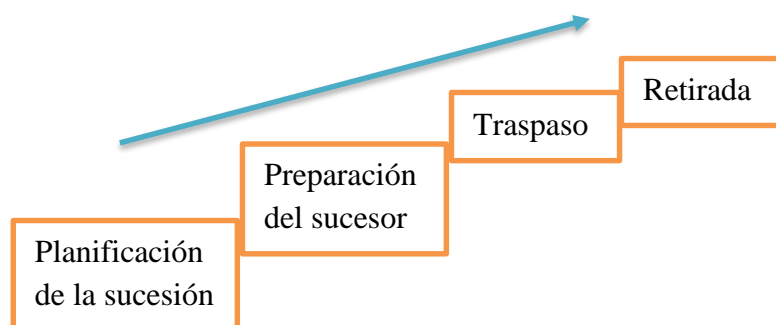 Planificación
de la sucesión
Preparación
del sucesor
Traspaso
Retirada